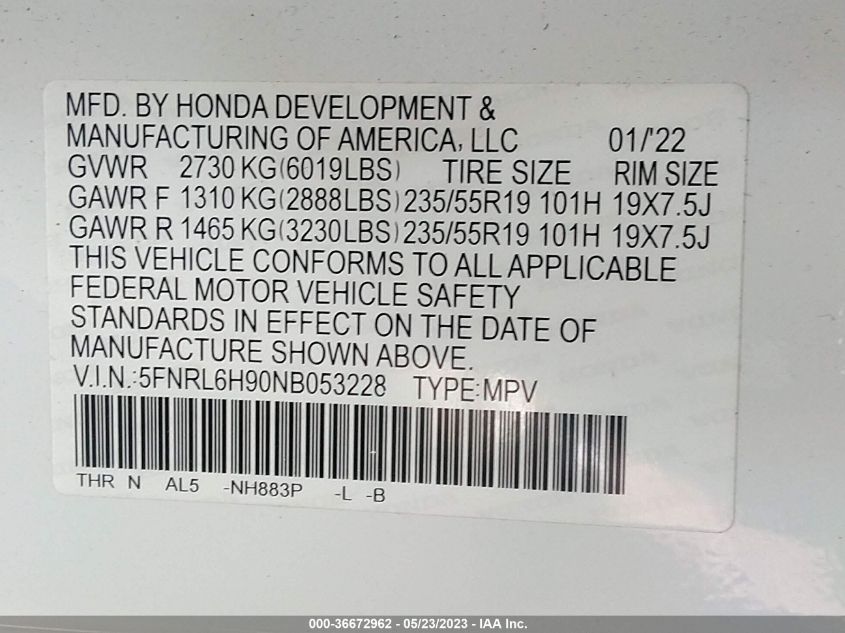 MFD. BY HONDA DEVELOPMENT &
MANUFACTURING OF AMERICA, LLC 01/'22
GVWR 2730 KG(6019LBS) TIRE SIZE RIM SIZE
GAWR F 1310 KG(2888LBS) 235/55R19 101H 19X7.5J
GAWR R 1465 KG(3230LBS) 235/55R19 101H 19X7.5J
THIS VEHICLE CONFORMS TO ALL APPLICABLE
FEDERAL MOTOR VEHICLE SAFETY
STANDARDS IN EFFECT ON THE DATE OF
MANUFACTURE SHOWN ABOVE.
V.I.N.:5FNRL6H90NB053228 TYPE:MPV
THR N AL5 -NH883P -L -B
000-36672962 - 05/23/2023 - IAA Inc.